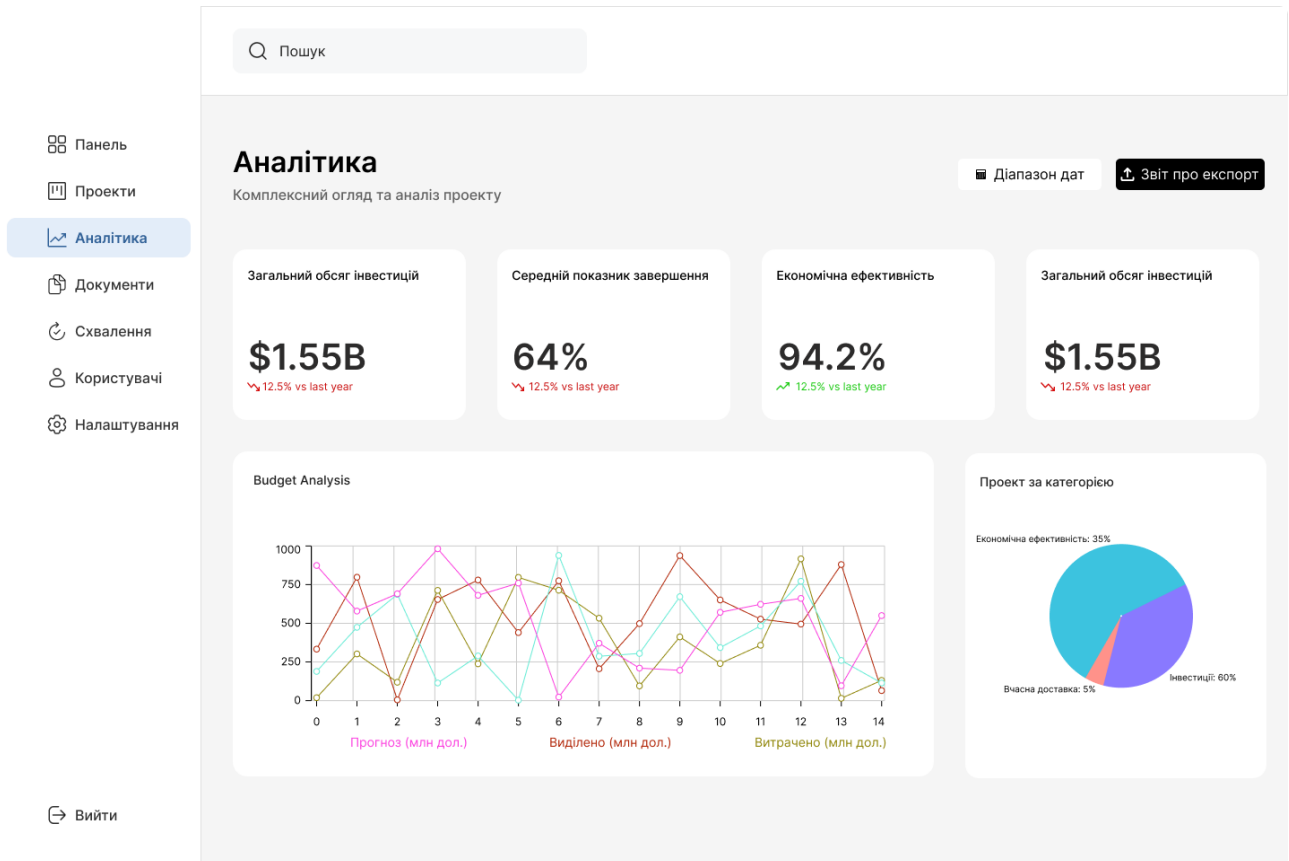 Пошук
Панель
Проекти
Аналітика
Документи
Схвалення
Користувачі
Налаштування
Вийти
Аналітика
Комплексний огляд та аналіз проекту
Діапазон дат
Звіт про експорт
Загальний обсяг інвестицій
$1.55B
12.5% vs last year
Середній показник завершення
64%
12.5% vs last year
Економічна ефективність
94.2%
12.5% vs last year
Загальний обсяг інвестицій
$1.55B
12.5% vs last year
Budget Analysis
1000
750
500
250
0
0 1 2 3 4 5 6 7 8 9 10 11 12 13 14
Прогноз (млн дол.) Виділено (млн дол.) Витрачено (млн дол.)
Проект за категорією
Економічна ефективність: 35%
Інвестиції: 60%
Вчасна доставка: 5%